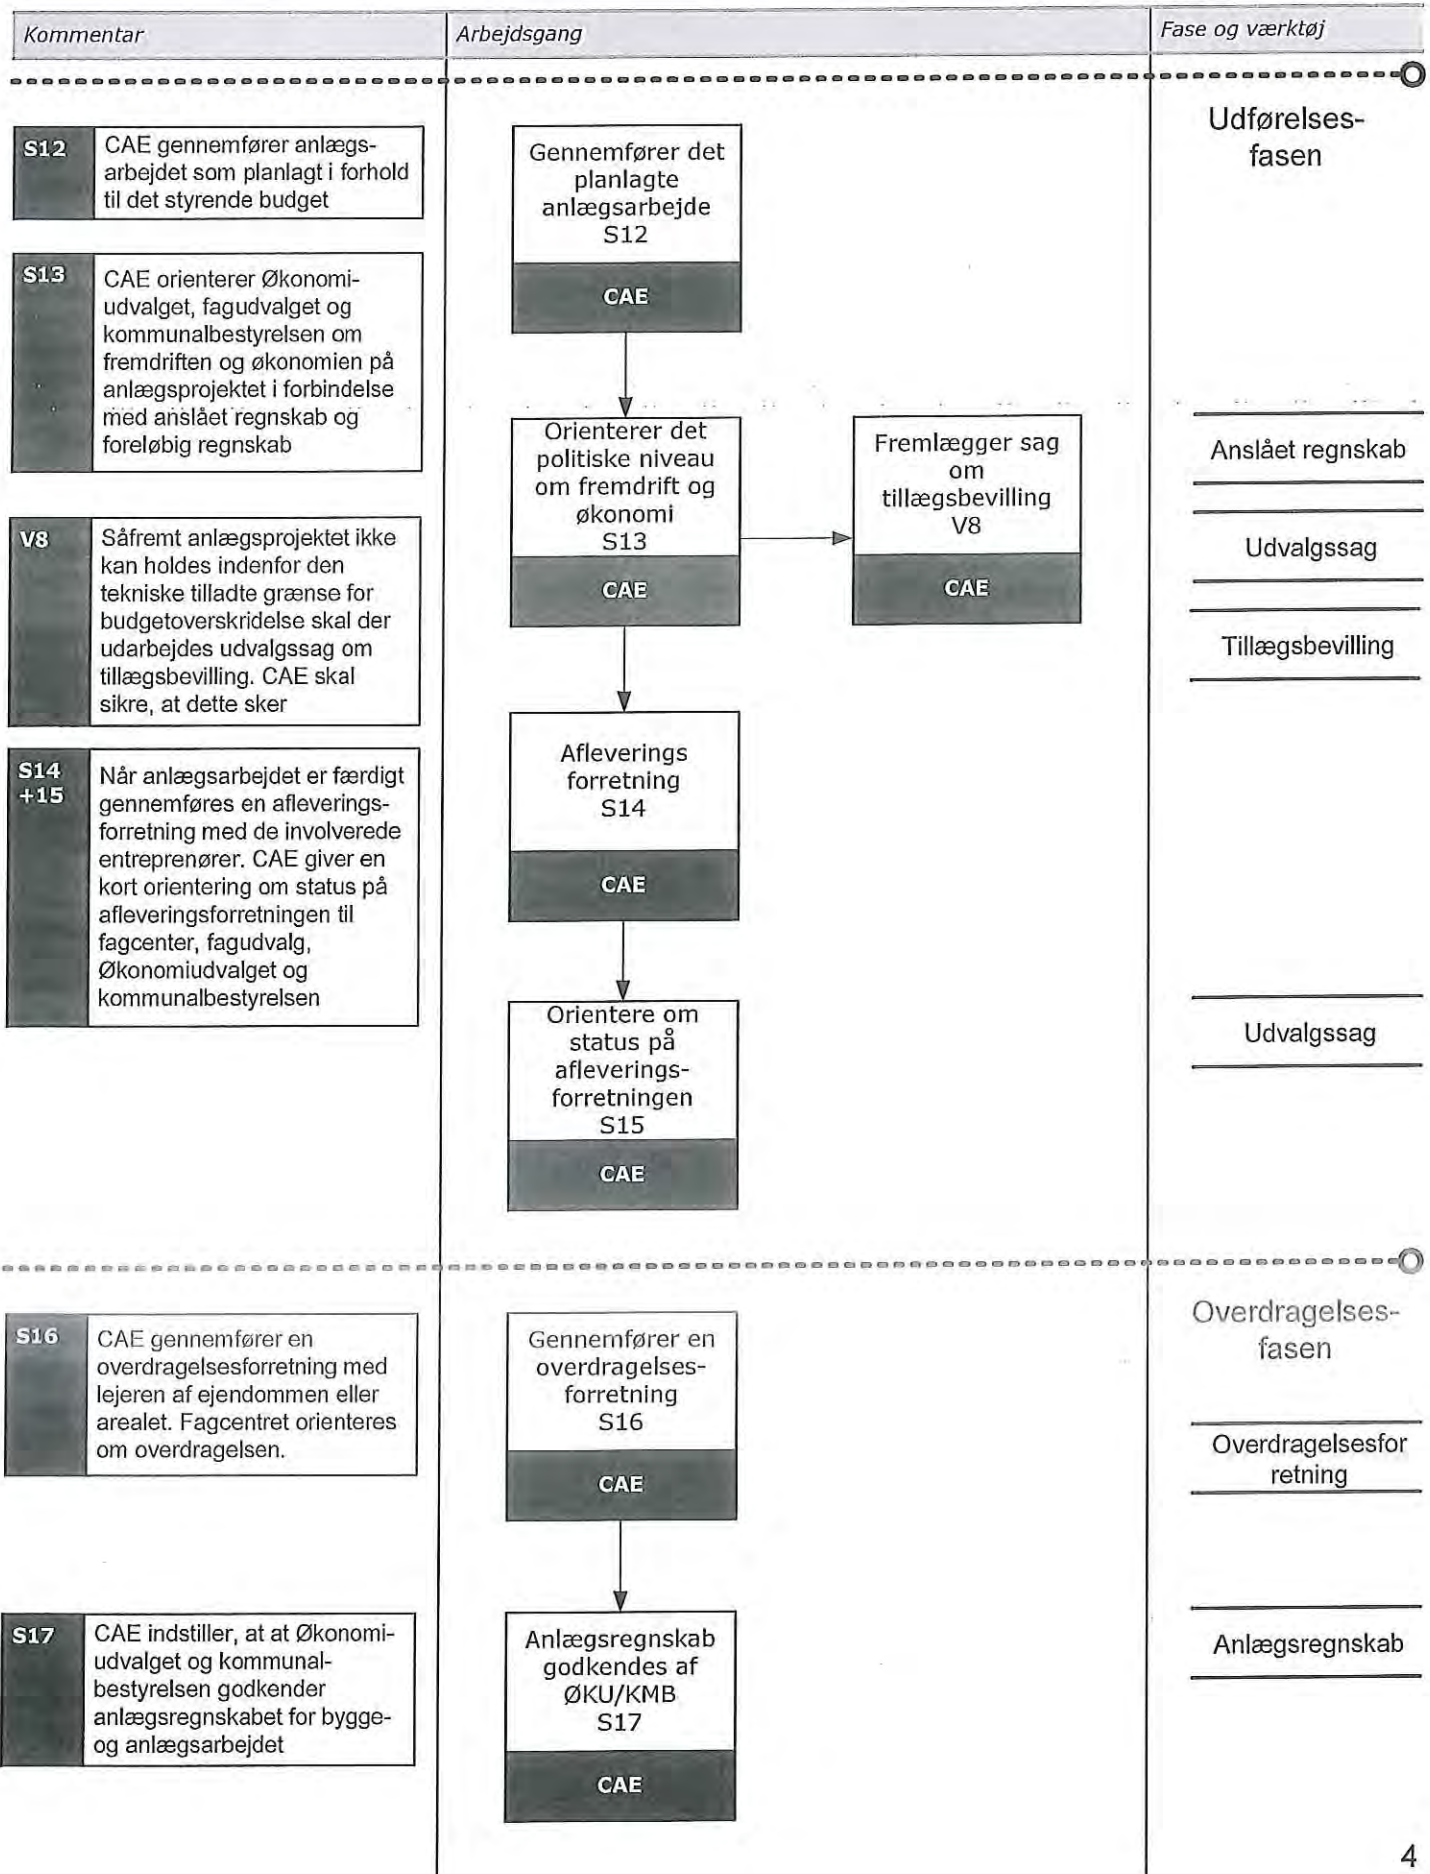 Kommentar
Arbejdsgang
Fase og værktøj
Udførelses-
fasen
S12
CAE gennemfører anlægs-
arbejdet som planlagt i forhold
til det styrende budget
Gennemfører det
planlagte
anlægsarbejde
S12
CAE
S13
CAE orienterer Økonomi-
udvalget, fagudvalget og
kommunalbestyrelsen om
fremdriften og økonomien på
anlægsprojektet i forbindelse
med anslået regnskab og
foreløbig regnskab
Orienterer det
politiske niveau
om fremdrift og
økonomi
S13
CAE
Fremlægger sag
om
tillægsbevilling
V8
CAE
Anslået regnskab
Udvalgssag
Tillægsbevilling
V8
Såfremt anlægsprojektet ikke
kan holdes indenfor den
tekniske tilladte grænse for
budgetoverskridelse skal der
udarbejdes udvalgssag om
tillægsbevilling. CAE skal
sikre, at dette sker
S14
+15
Når anlægsarbejdet er færdigt
gennemføres en afleverings-
forretning med de involverede
entreprenører. CAE giver en
kort orientering om status på
afleveringsforretningen til
fagcenter, fagudvalg,
Økonomiudvalget og
kommunalbestyrelsen
Afleverings
forretning
S14
CAE
Orientere om
status på
afleverings-
forretningen
S15
CAE
Udvalgssag
Overdragelses-
fasen
S16
CAE gennemfører en
overdragelsesforretning med
lejeren af ejendommen eller
arealet. Fagcentret orienteres
om overdragelsen.
Gennemfører en
overdragelses-
forretning
S16
CAE
Overdragelsesfor
retning
S17
CAE indstiller, at at Økonomi-
udvalget og kommunal-
bestyrelsen godkender
anlægsregnskabet for bygge-
og anlægsarbejdet
Anlægsregnskab
godkendes af
ØKU/KMB
S17
CAE
Anlægsregnskab
4